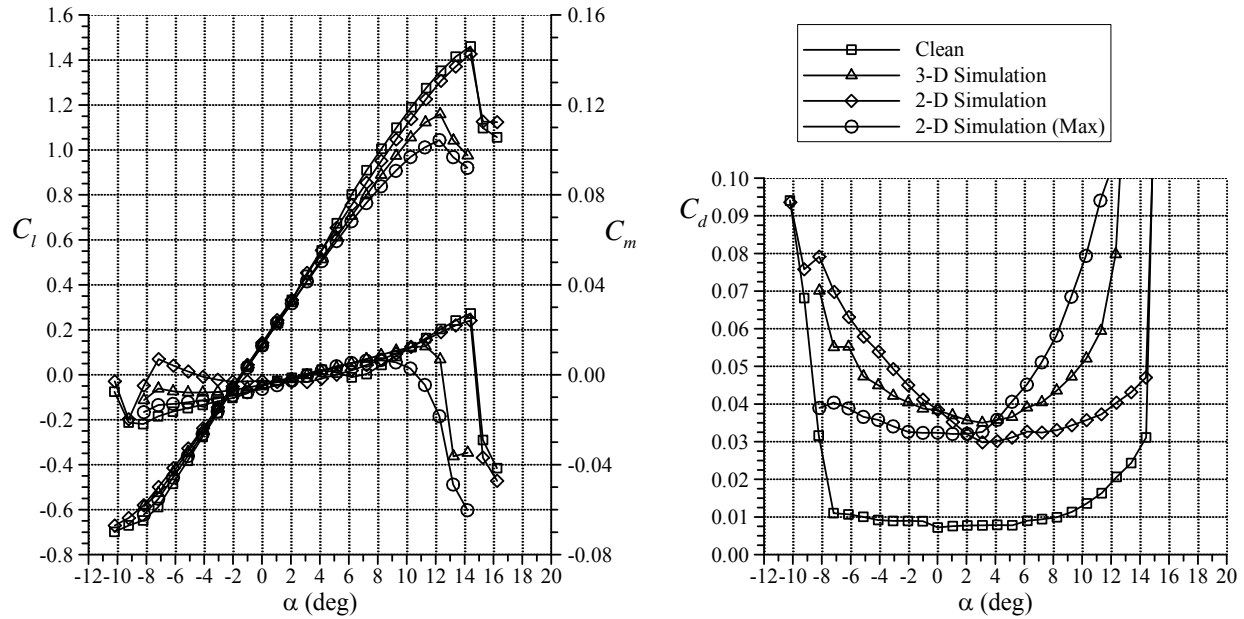 1.6
1.4
1.2
1.0
0.8
0.6
0.4
0.2
0.0
-0.2
-0.4
-0.6
-0.8
C_l
0.16
0.12
0.08
0.04
0.00
-0.04
-0.08
C_m
-12 -10 -8 -6 -4 -2 0 2 4 6 8 10 12 14 16 18 20
α (deg)
Clean
3-D Simulation
2-D Simulation
2-D Simulation (Max)
0.10
0.09
0.08
0.07
0.06
0.05
0.04
0.03
0.02
0.01
0.00
C_d
-12 -10 -8 -6 -4 -2 0 2 4 6 8 10 12 14 16 18 20
α (deg)